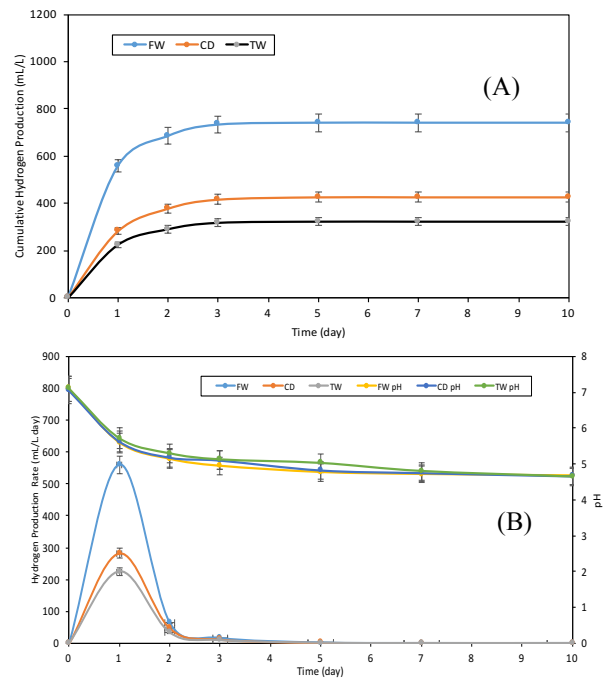 1200
1000
800
600
400
200
0
FW CD TW
(A)
Cumulative Hydrogen Production (mL/L)
0 1 2 3 4 5 6 7 8 9 10
Time (day)
900
800
700
600
500
400
300
200
100
0
FW CD TW FW pH CD pH TW pH
8
7
6
5
4
3
2
1
0
(B)
Hydrogen Production Rate (mL/L. day)
pH
0 1 2 3 4 5 6 7 8 9 10
Time (day)